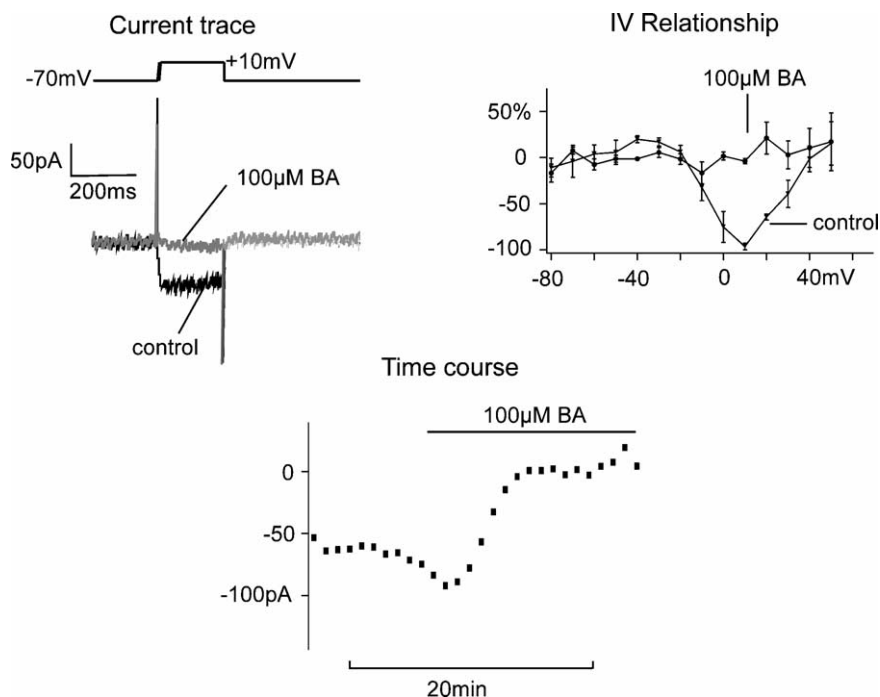 Current trace
-70mV
+10mV
50pA
200ms
100µM BA
control
IV Relationship
100µM BA
50%
0
-50
-100
control
-80
-40
0
40mV
Time course
100µM BA
0
-50
-100pA
20min